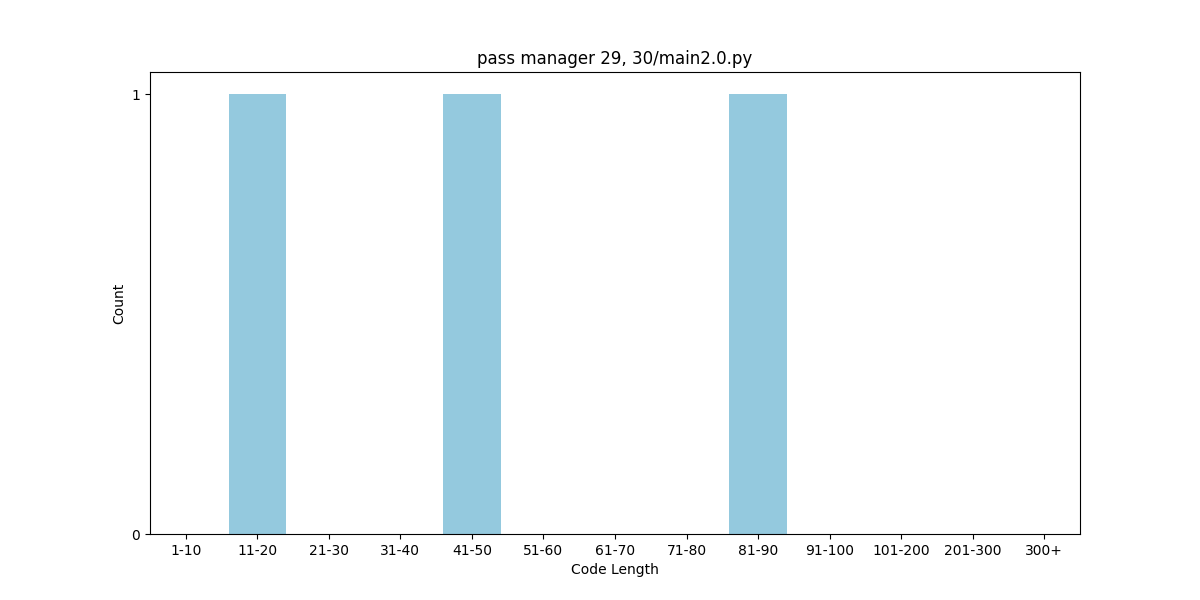 pass manager 29, 30/main2.0.py
1
Count
0
1-10 11-20 21-30 31-40 41-50 51-60 61-70 71-80 81-90 91-100 101-200 201-300 300+
Code Length